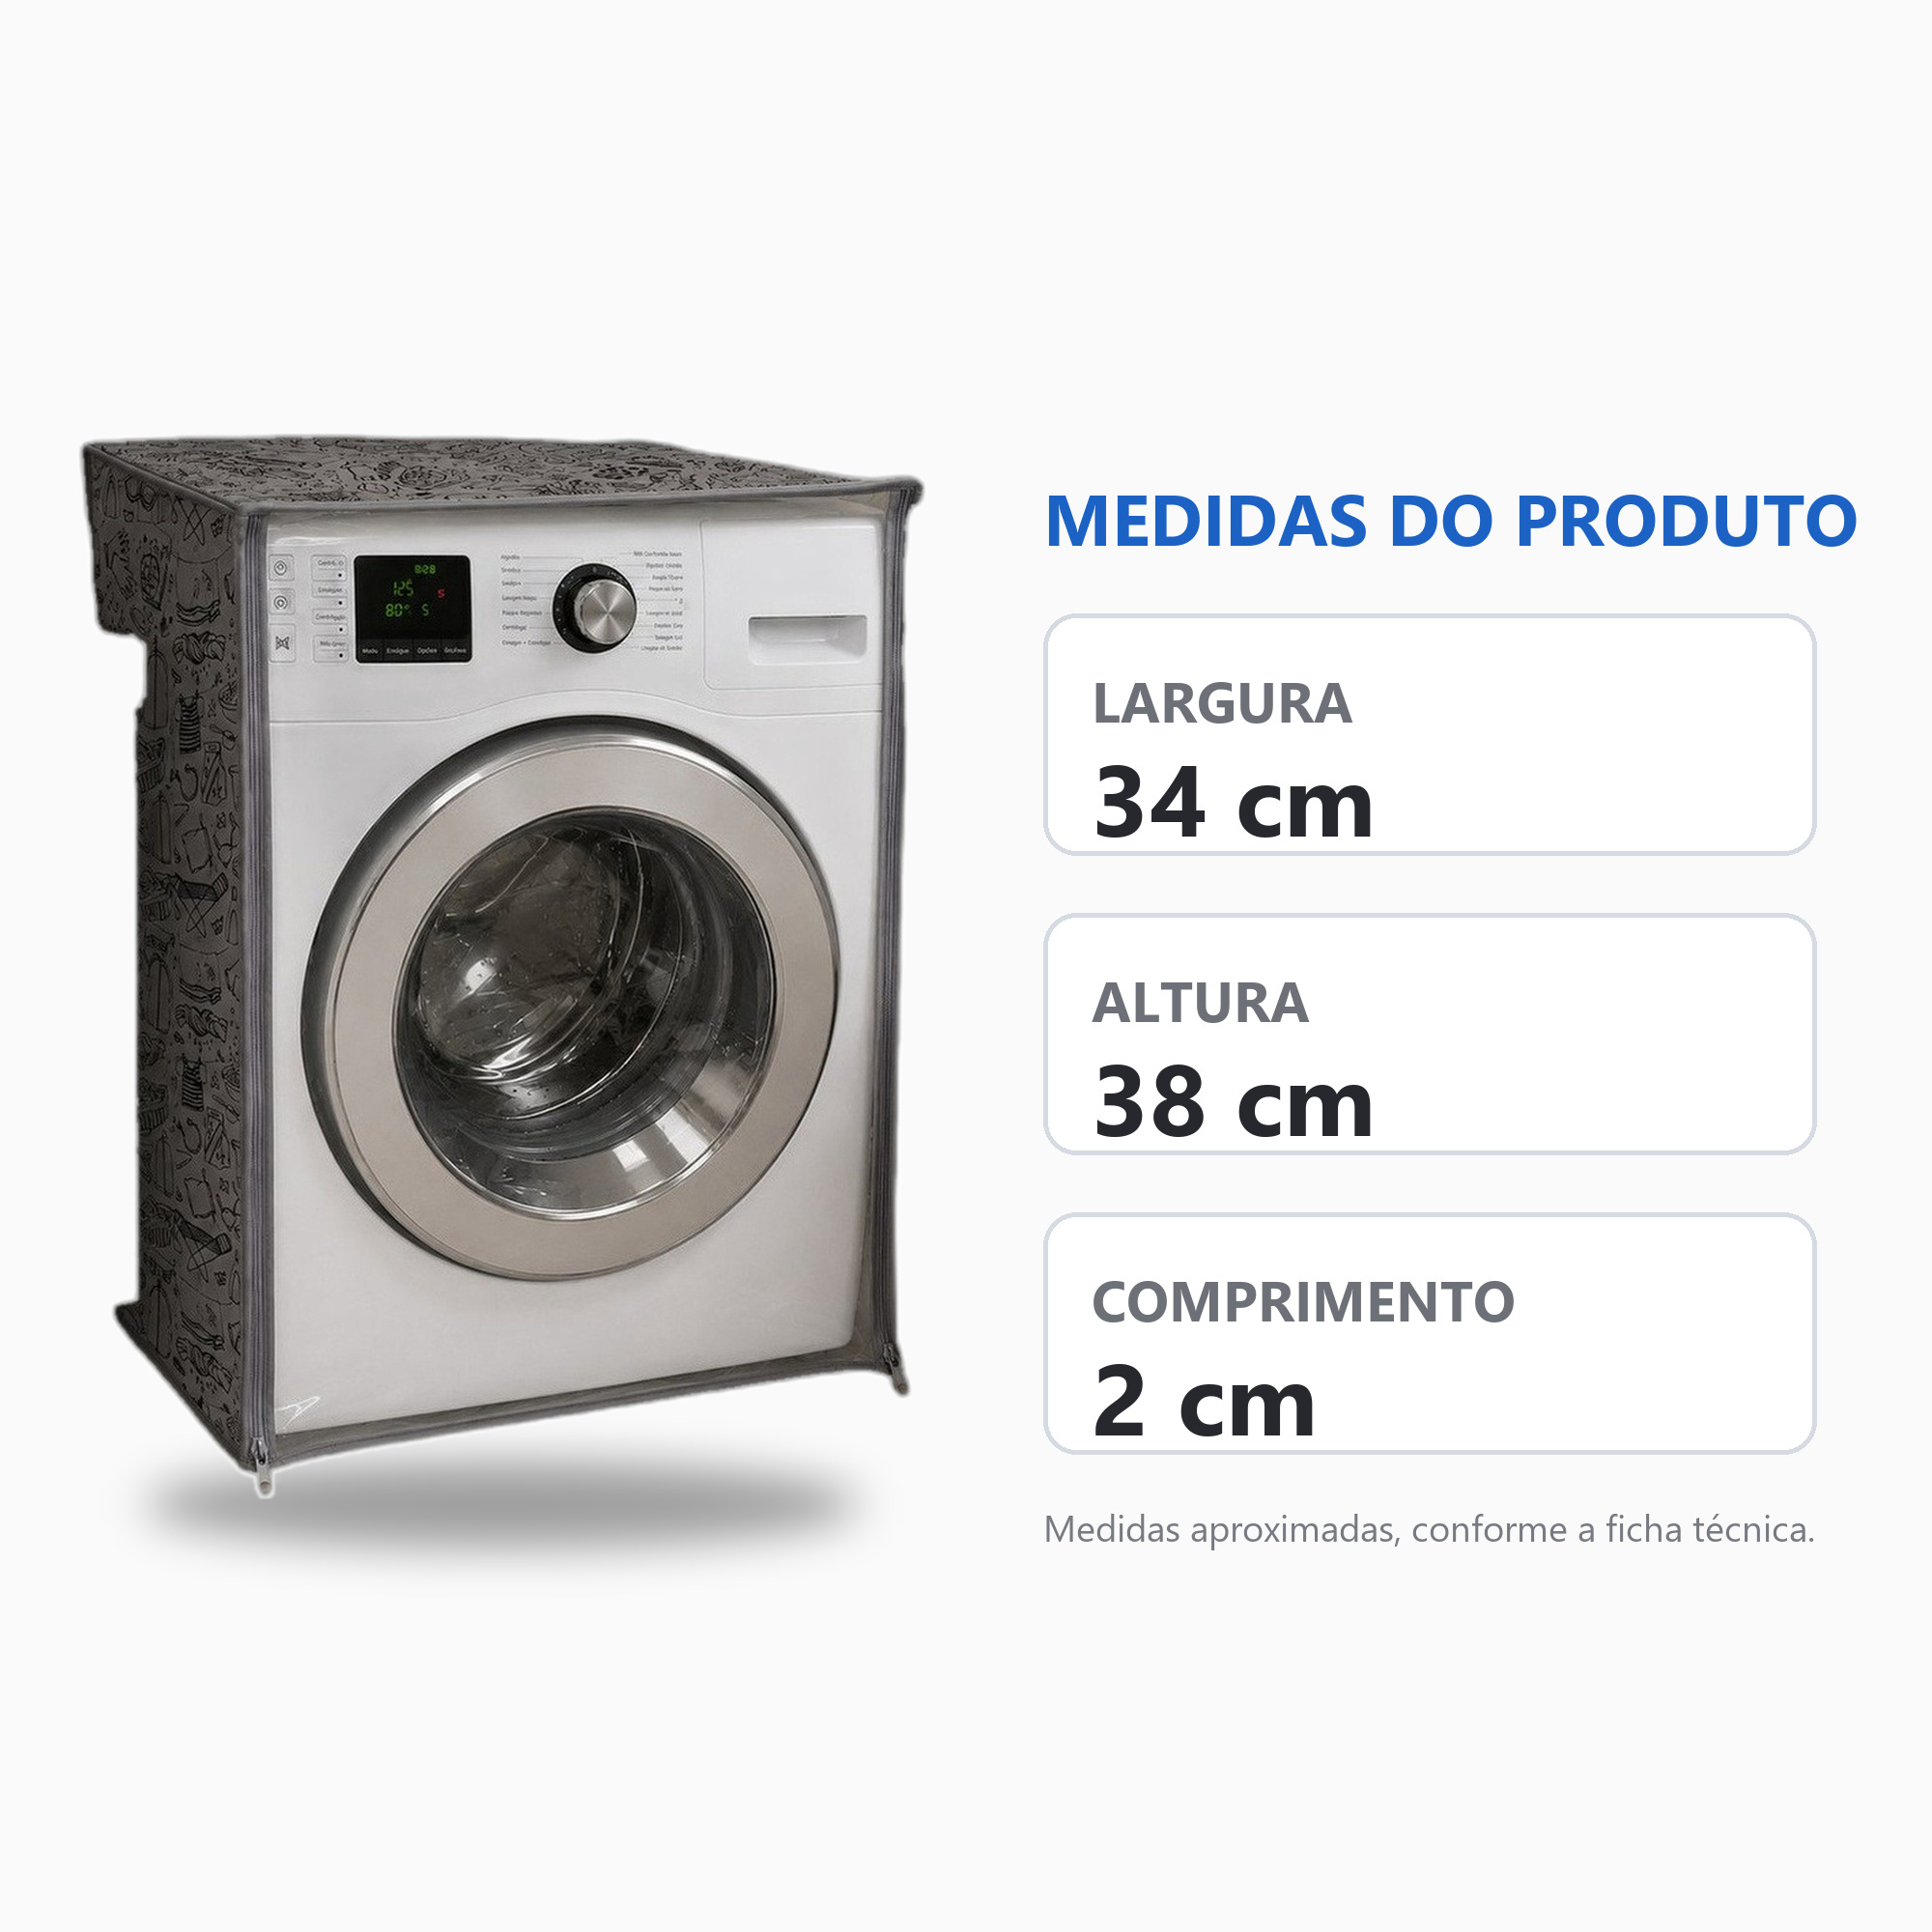 MEDIDAS DO PRODUTO
LARGURA
34 cm
ALTURA
38 cm
COMPRIMENTO
2 cm
Medidas aproximadas, conforme a ficha técnica.